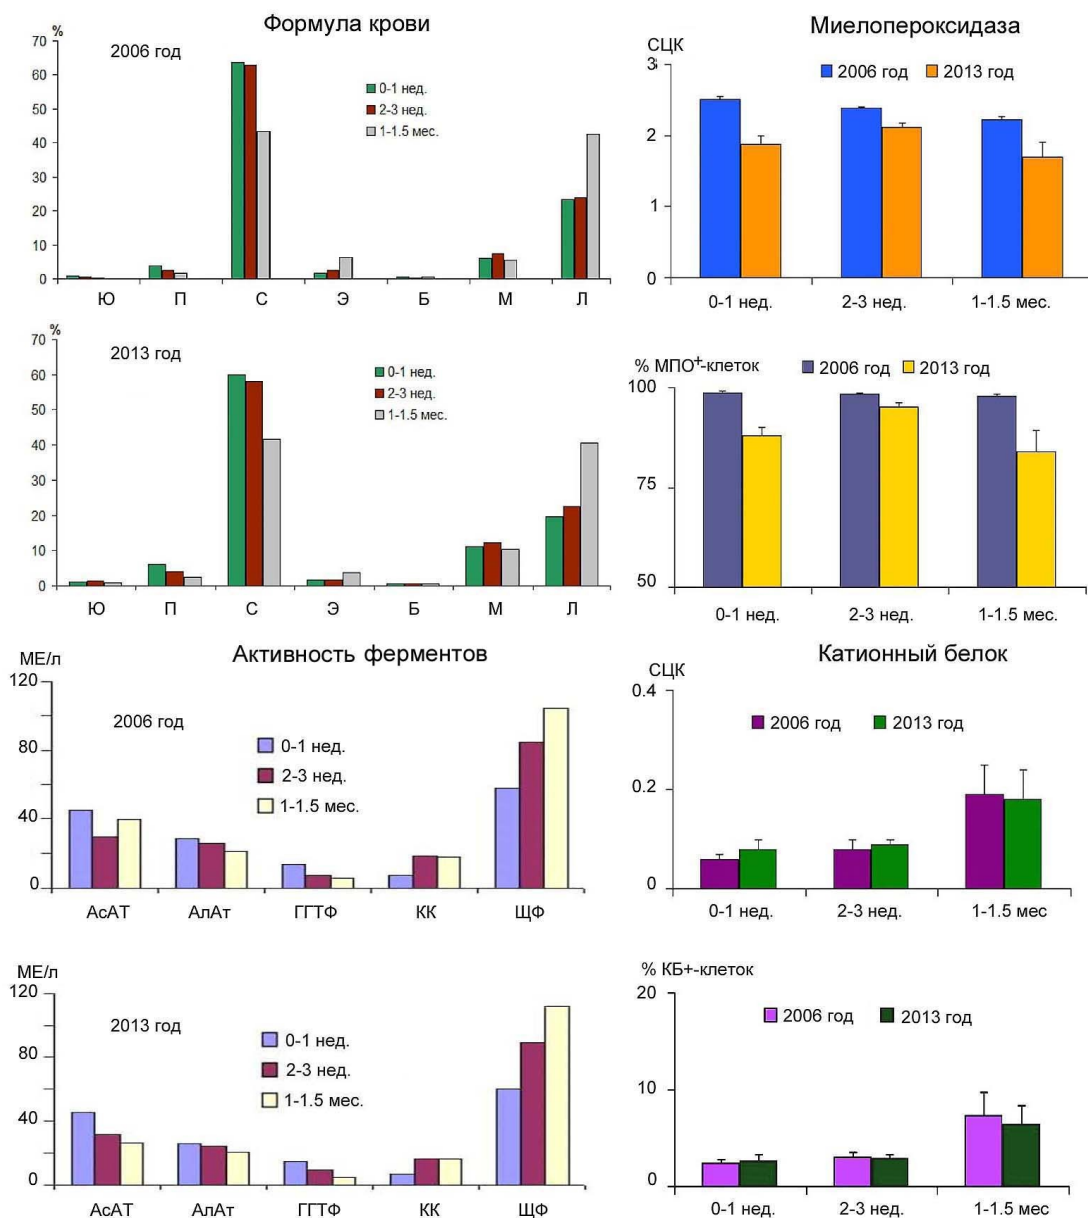 Формула крови
%
2006 год
70
60
50
40
30
20
10
0
0-1 нед.
2-3 нед.
1-1.5 мес.
Ю П С Э Б М Л
Миелопероксидаза
СЦК
2006 год 2013 год
3
2
1
0
0-1 нед. 2-3 нед. 1-1.5 мес.
%
2013 год
70
60
50
40
30
20
10
0
0-1 нед.
2-3 нед.
1-1.5 мес.
Ю П С Э Б М Л
% МПО+-клеток
2006 год 2013 год
100
75
50
0-1 нед. 2-3 нед. 1-1.5 мес.
Активность ферментов
МЕ/л
2006 год
120
80
40
0
0-1 нед.
2-3 нед.
1-1.5 мес.
АсАТ АлАт ГГТФ КК ЩФ
Катионный белок
СЦК
2006 год 2013 год
0.4
0.2
0
0-1 нед. 2-3 нед. 1-1.5 мес
МЕ/л
2013 год
120
80
40
0
0-1 нед.
2-3 нед.
1-1.5 мес.
АсАТ АлАТ ГГТФ КК ЩФ
% КБ+-клеток
2006 год 2013 год
20
10
0
0-1 нед. 2-3 нед. 1-1.5 мес.